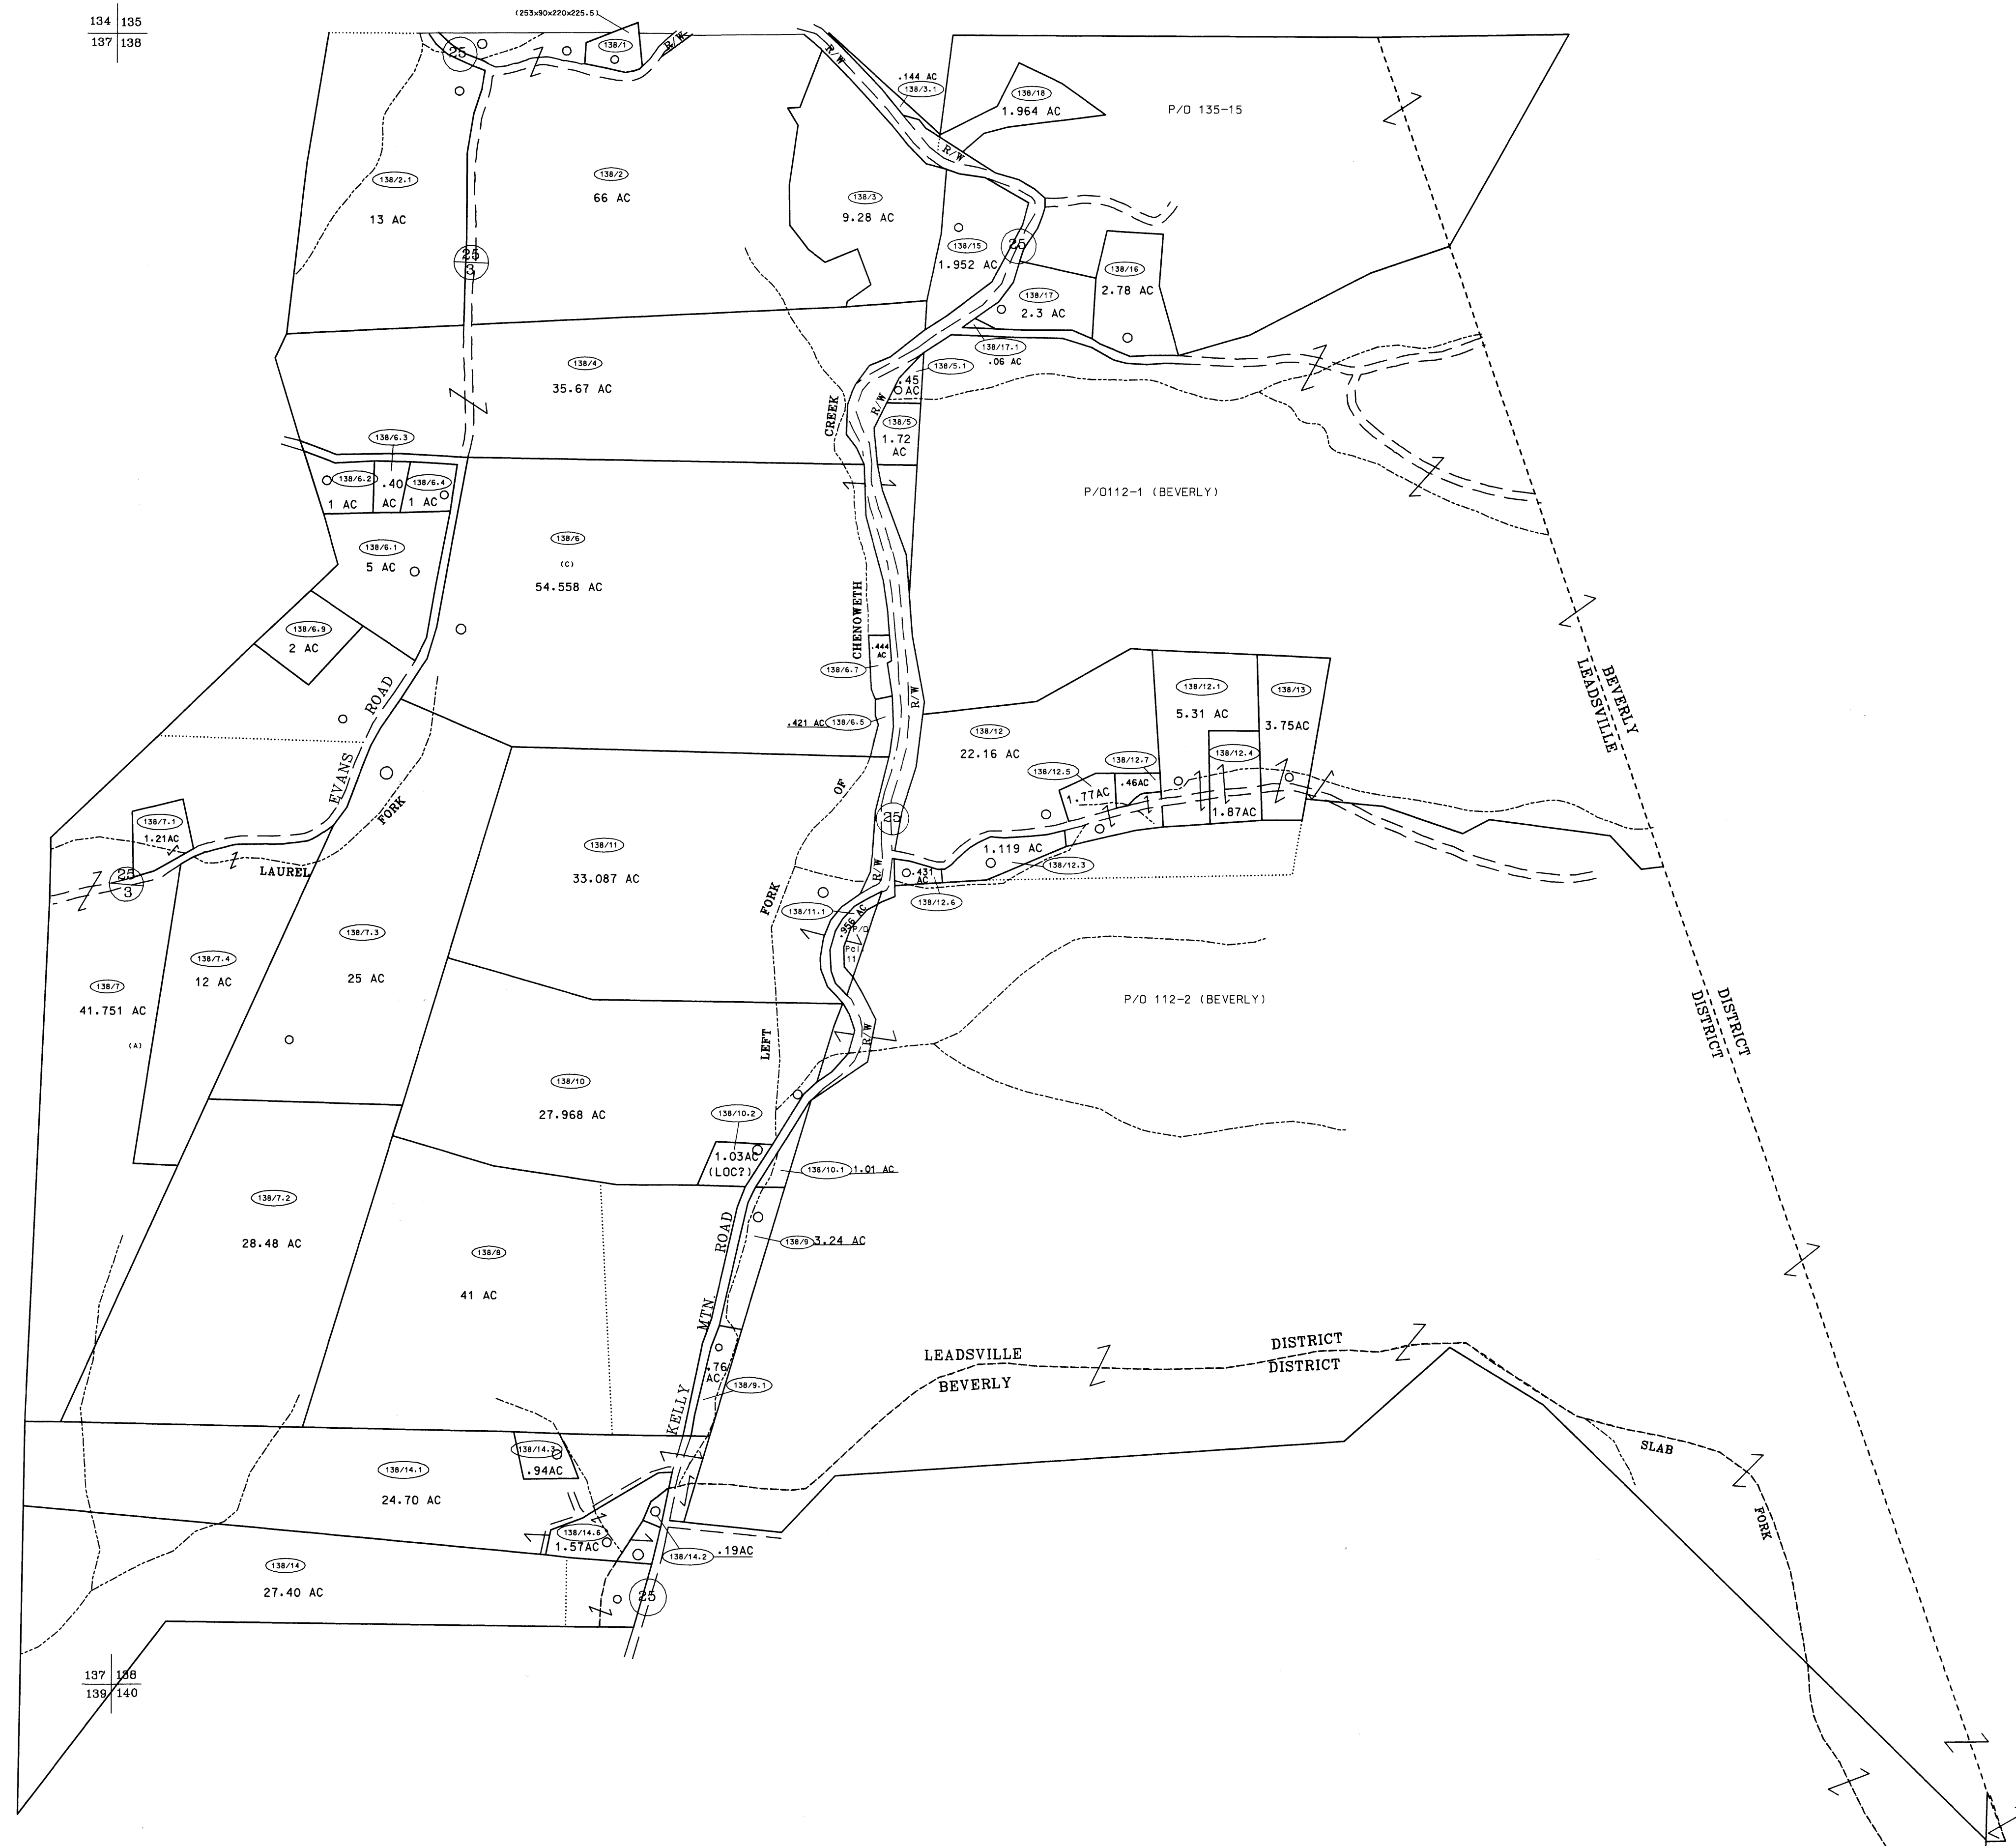 134 135
137 138
(253x90x220x225.5)
25
138/1
R/W
R/W
.144 AC
138/3.1
138/18
1.964 AC
P/O 135-15
R/W
138/2.1
13 AC
138/2
66 AC
138/3
9.28 AC
25
3
138/15
1.952 AC
25
138/16
2.78 AC
138/17
2.3 AC
138/17.1
.06 AC
138/4
35.67 AC
138/5.1
.45
AC
R/W
CREEK
138/5
1.72
AC
138/6.3
138/6.2
1 AC
.40
AC
138/6.4
1 AC
P/O112-1 (BEVERLY)
138/6.1
5 AC
138/6
(C)
54.558 AC
CHENOWETH
138/6.9
2 AC
.444
AC
138/6.7
R/W
.421 AC
138/6.5
138/12
22.16 AC
138/12.1
5.31 AC
138/13
3.75AC
138/12.4
1.87AC
138/12.7
.46AC
138/12.5
1.77AC
BEVERLY
LEADSVILLE
EVANS ROAD
FORK
LAUREL
OF
25
138/7.1
1.21AC
25
3
138/11
33.087 AC
R/W
1.119 AC
138/12.3
.431
AC
138/12.6
FORK
138/11.1
.956 AC
P/O
Pcl
11
138/7.3
25 AC
138/7.4
12 AC
138/7
41.751 AC
(A)
P/O 112-2 (BEVERLY)
DISTRICT
DISTRICT
LEFT
R/W
138/10
27.968 AC
138/10.2
1.03AC
(LOC?)
138/10.1
1.01 AC
138/7.2
28.48 AC
138/8
41 AC
138/9
3.24 AC
KELLY MTN. ROAD
.76
AC
138/9.1
LEADSVILLE DISTRICT
BEVERLY DISTRICT
SLAB
FORK
138/14.3
.94AC
138/14.1
24.70 AC
138/14.6
1.57AC
138/14.2
.19AC
138/14
27.40 AC
25
137 138
139 140